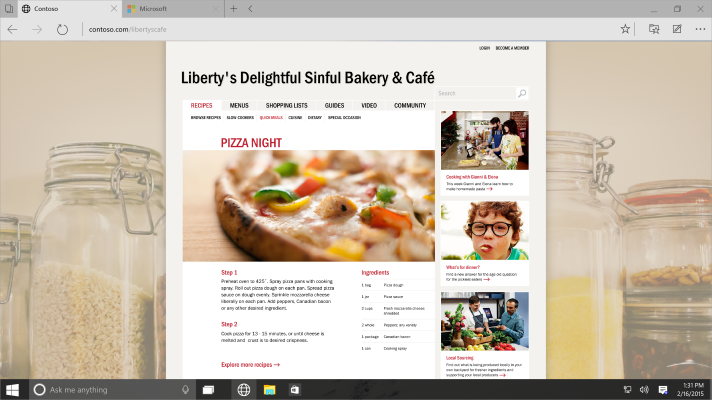 Contoso
Microsoft
contoso.com/libertyscafe
LOGIN BECOME A MEMBER
Liberty's Delightful Sinful Bakery & Café
Search
RECIPES MENUS SHOPPING LISTS GUIDES VIDEO COMMUNITY
BROWSE RECIPES SLOW COOKERS QUICK MEALS CUISINE DIETARY SPECIAL OCCASION
PIZZA NIGHT
Cooking with Gianni & Elena
This week Gianni and Elena learn how to
make homemade pasta →
What's for dinner?
Find a new answer for the age old question
for the pickiest eaters →
Step 1
Preheat oven to 425°. Spray pizza pans with cooking
spray. Roll out pizza dough on each pan. Spread pizza
sauce on dough evenly. Sprinkle mozzarella cheese
liberally on each pan. Add peppers, Canadian bacon
or any other desired ingredient.
Step 2
Cook pizza for 13 - 15 minutes, or until cheese is
melted and crust is to desired crispness.
Explore more recipes →
Ingredients
1 bag Pizza dough
1 jar Pizza sauce
2 cups Fresh mozzarella cheese
shredded
2 whole Peppers; any variety
1 package Canadian bacon
1 can Cooking spray
Local Sourcing
Find out what is being produced locally in your
own backyard for fresher ingredients and
supporting your local producers →
Ask me anything
1:31 PM
2/16/2015